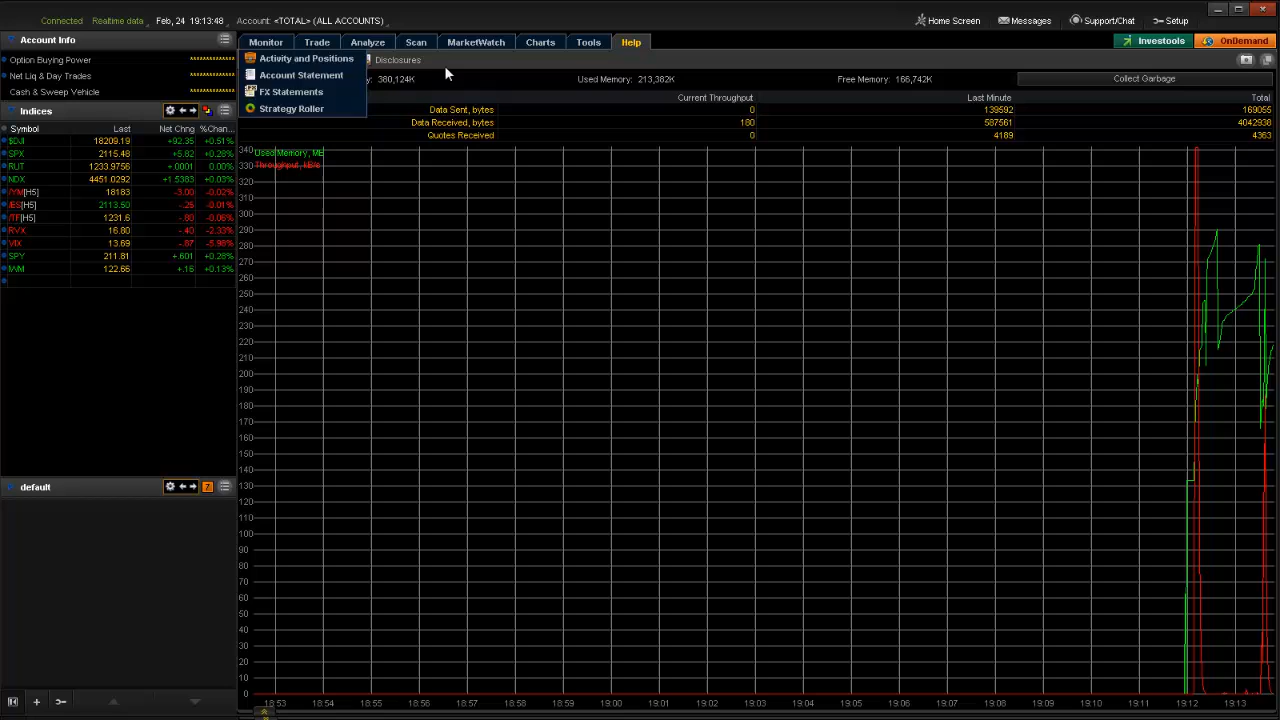 Connected Realtime data Feb, 24 19:13:48 Account: <TOTAL> (ALL ACCOUNTS) Home Screen Messages Support/Chat Setup
Account Info
Option Buying Power **************
Net Liq & Day Trades **************
Cash & Sweep Vehicle **************
Indices
Symbol Last Net Chng %Chan...
$DJI 18209.19 +92.35 +0.51%
SPX 2115.48 +5.82 +0.28%
RUT 1233.9756 +.0001 0.00%
NDX 4451.0292 +1.5383 +0.03%
/YM[H5] 18183 -3.00 -0.02%
/ES[H5] 2113.50 -.25 -0.01%
/TF[H5] 1231.6 -.80 -0.06%
RVX 16.80 -.40 -2.33%
VIX 13.69 -.87 -5.98%
SPY 211.81 +.601 +0.28%
IWM 122.66 +.16 +0.13%
default
7
Monitor Trade Analyze Scan MarketWatch Charts Tools Help Investools OnDemand
Activity and Positions
Account Statement
FX Statements
Strategy Roller
Disclosures
380,124K Used Memory: 213,382K Free Memory: 166,742K Collect Garbage
Current Throughput Last Minute
Data Sent, bytes 0 139592 169055
Data Received, bytes 180 587561 4042938
Quotes Received 0 4189 4363
Used Memory, MB
Throughput, kB/s
340
330
320
310
300
290
280
270
260
250
240
230
220
210
200
190
180
170
160
150
140
130
120
110
100
90
80
70
60
50
40
30
20
10
0
18:53 18:54 18:55 18:56 18:57 18:58 18:59 19:00 19:01 19:02 19:03 19:04 19:05 19:06 19:07 19:08 19:09 19:10 19:11 19:12 19:13